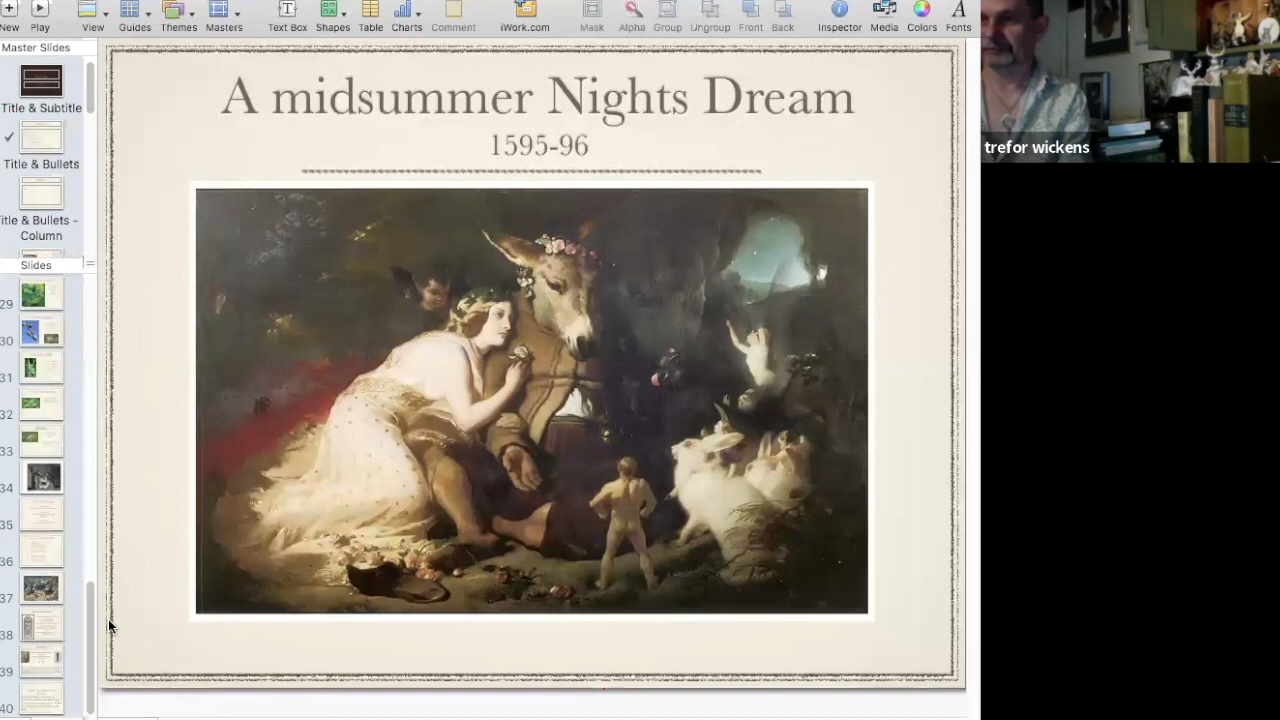 New Play View Guides Themes Masters Text Box Shapes Table Charts Comment iWork.com Mask Alpha Group Ungroup Front Back Inspector Media Colors Fonts
Master Slides
Title & Subtitle
Title & Bullets
Title & Bullets -
Column
Slides
29
30
31
32
33
34
35
36
37
38
39
40
A midsummer Nights Dream
1595-96
trefor wickens